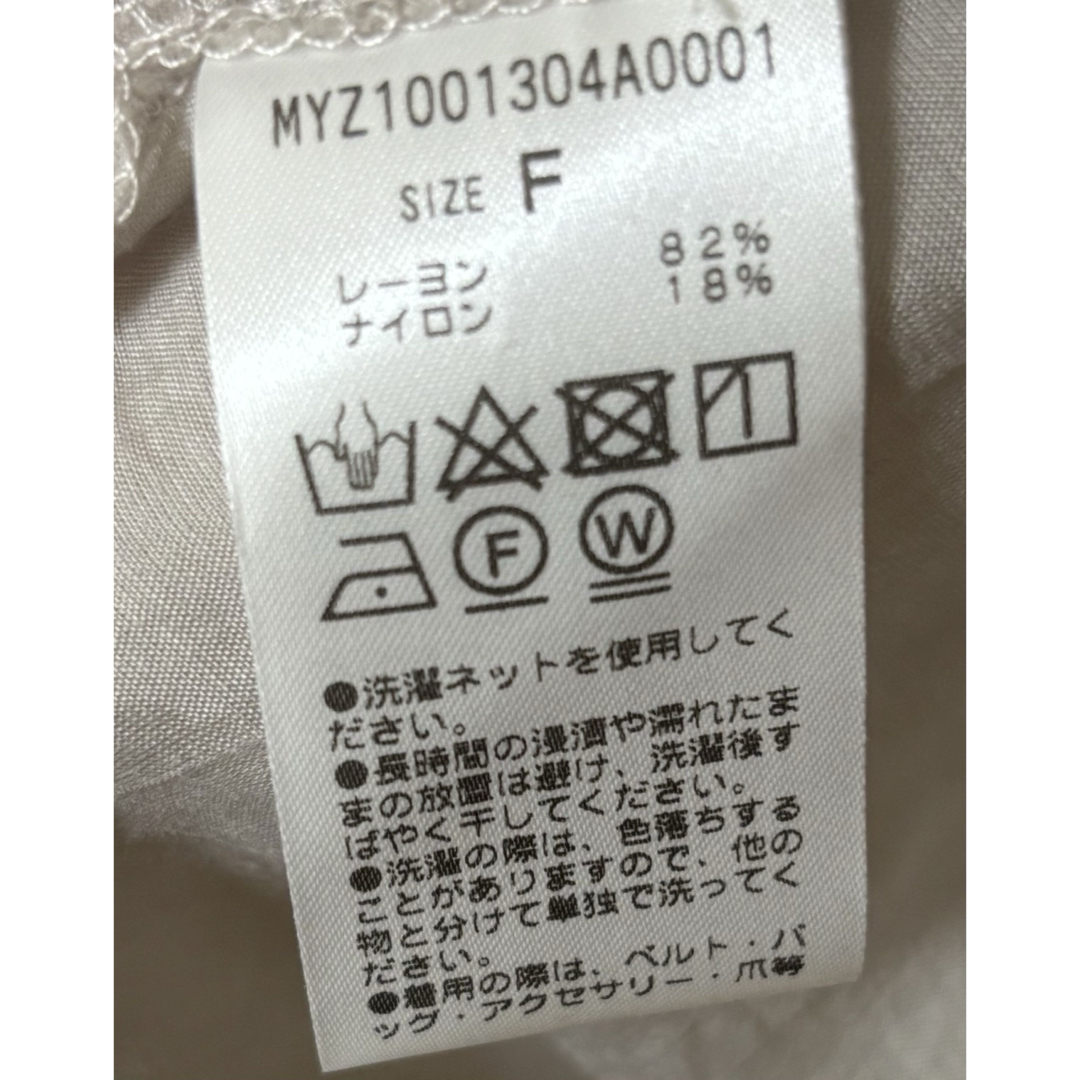 MYZ1001304A0001
SIZE F
レーヨン 82%
ナイロン 18%
F W
●洗濯ネットを使用してく
ださい。
●長時間の浸漬や濡れたま
まの放置は避け、洗濯後す
ばやく干してください。
●洗濯の際は、色落ちする
ことがありますので、他の
物と分けて単独で洗ってく
ださい。
●着用の際は、ベルト・バ
ッグ・アクセサリー・爪等